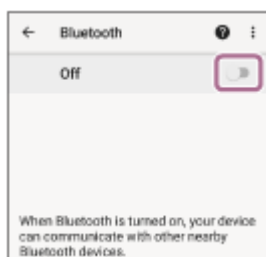 Bluetooth
Off
When Bluetooth is turned on, your device
can communicate with other nearby
Bluetooth devices.